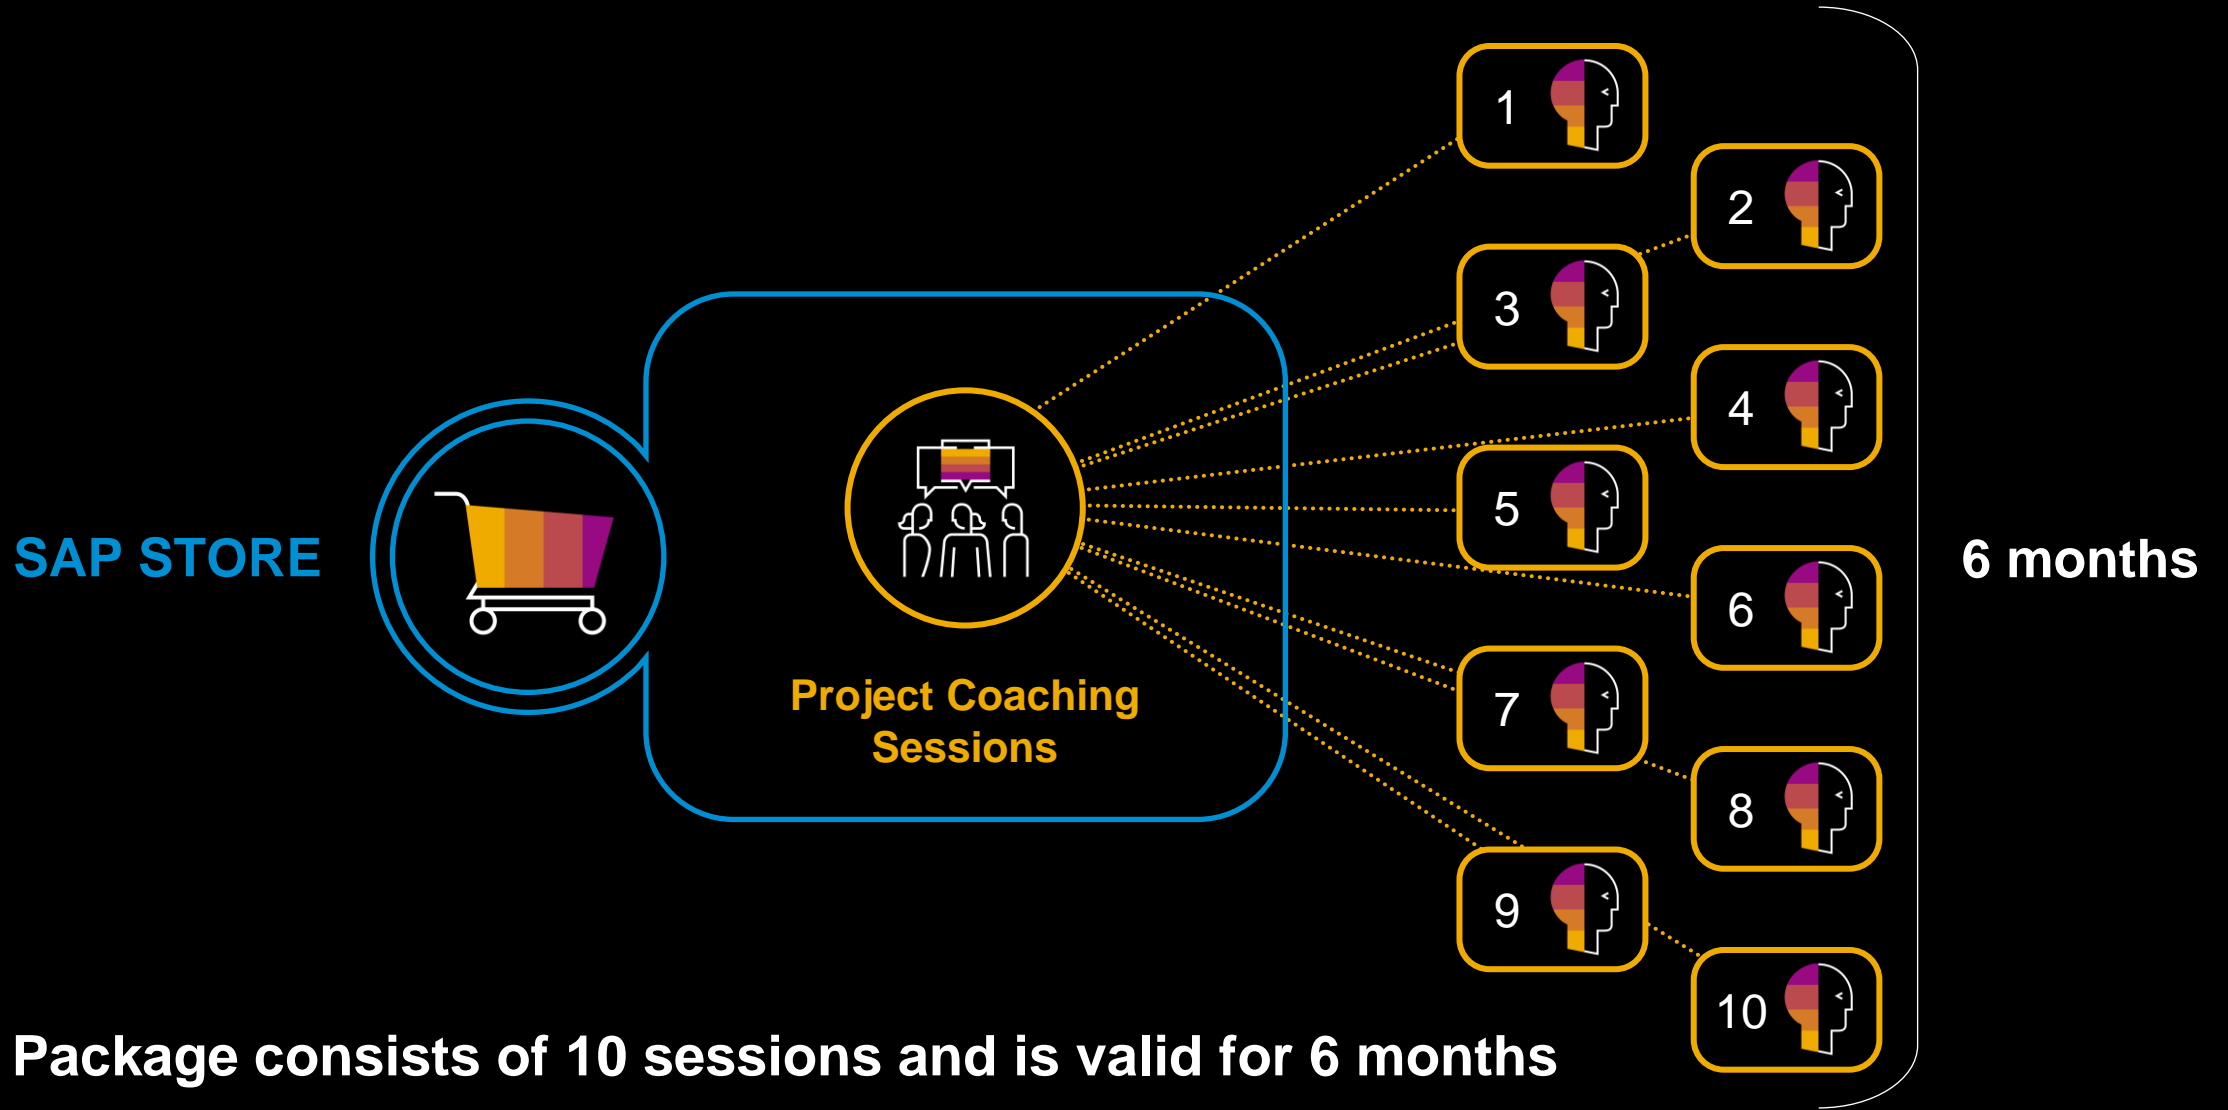 SAP STORE
Project Coaching
Sessions
1
2
3
4
5
6
7
8
9
10
6 months
Package consists of 10 sessions and is valid for 6 months